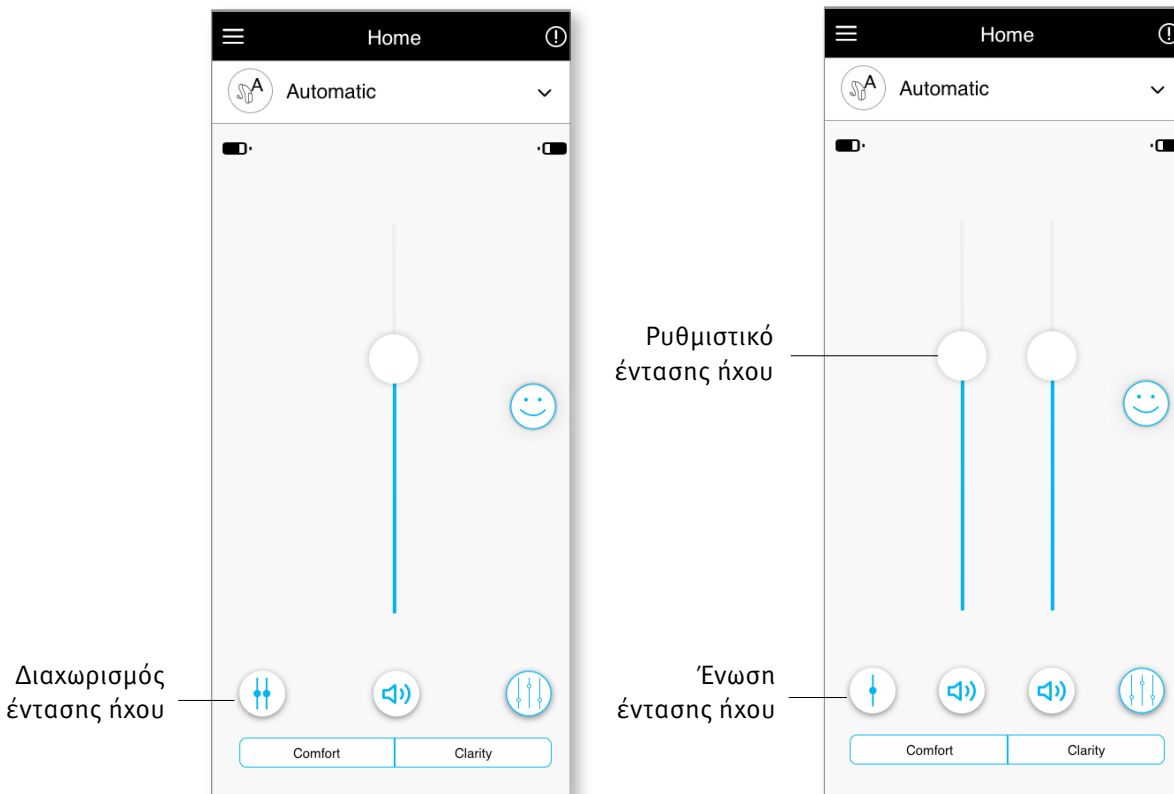 Home
A
Automatic
Διαχωρισμός
έντασης ήχου
Comfort
Clarity
Home
A
Automatic
Ρυθμιστικό
έντασης ήχου
Ένωση
έντασης ήχου
Comfort
Clarity